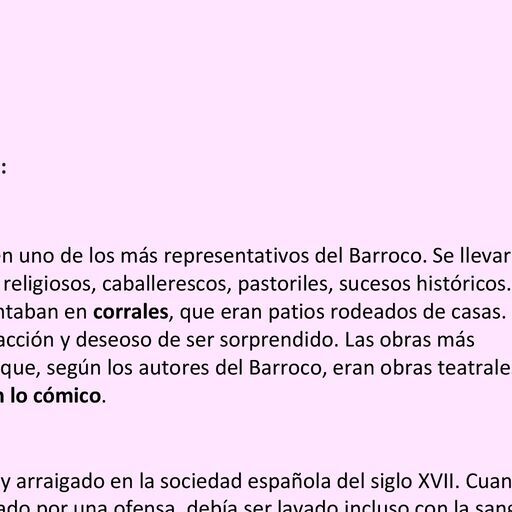 :
en uno de los más representativos del Barroco. Se llevar
religiosos, caballerescos, pastoriles, sucesos históricos.
ntaban en corrales, que eran patios rodeados de casas.
acción y deseoso de ser sorprendido. Las obras más
que, según los autores del Barroco, eran obras teatrale
n lo cómico.
y arraigado en la sociedad española del siglo XVII. Cuan
ado por una ofensa, debía ser lavado incluso con la sang